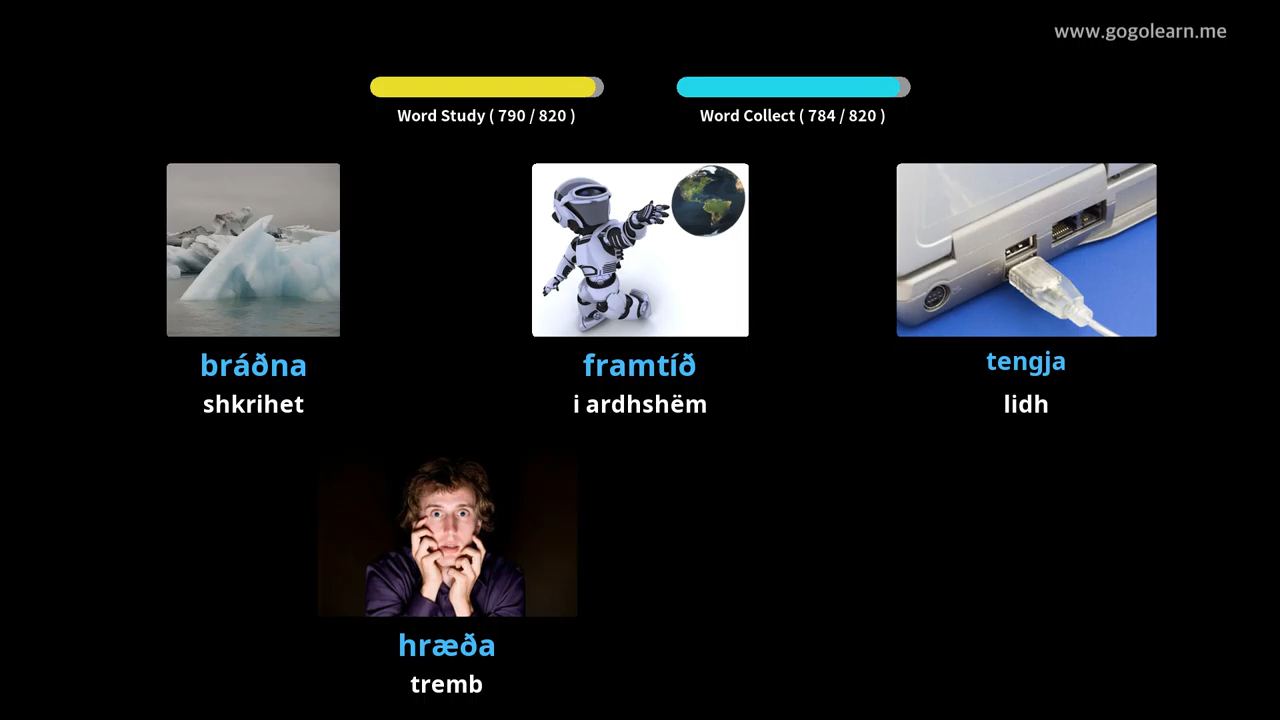 www.gogolearn.me
Word Study ( 790 / 820 )
Word Collect ( 784 / 820 )
bráðna
shkrihet
framtíð
i ardhshëm
tengja
lidh
hræða
tremb